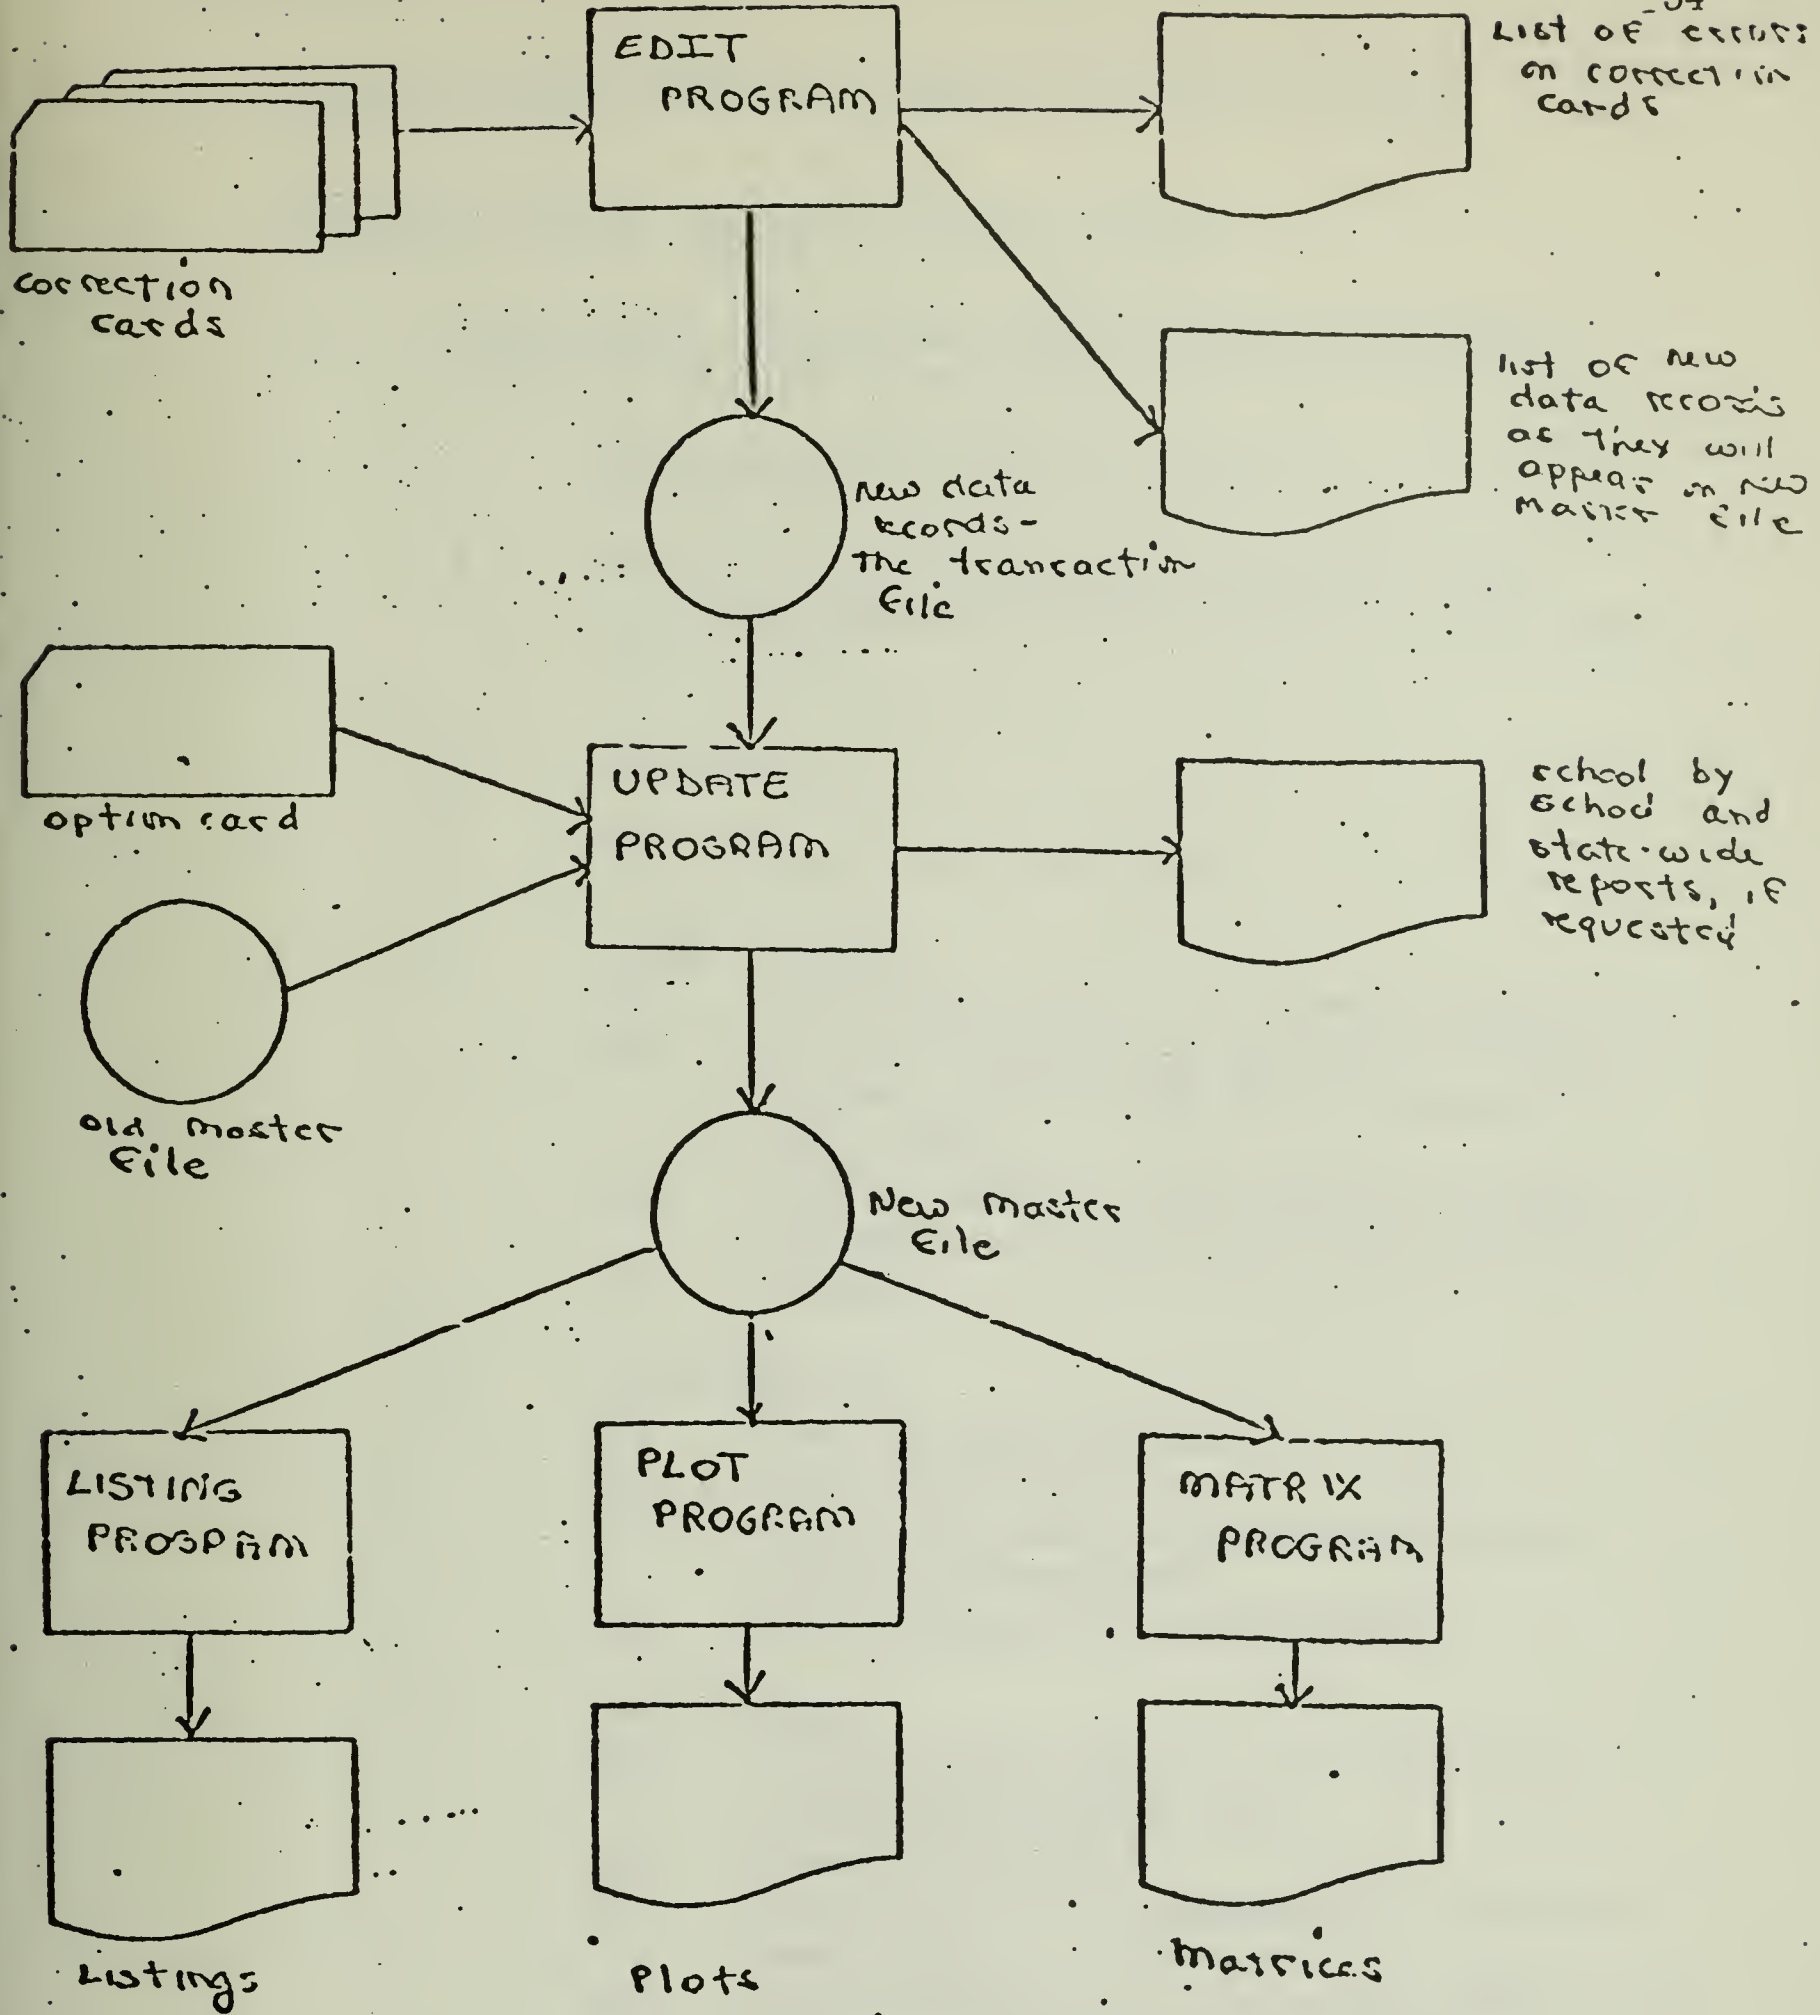 EDIT
PROGRAM
List of errors
on correction
cards
correction
cards
list of new
data records
as they will
appear in new
master file
new data
records-
the transaction
file
option card
UPDATE
PROGRAM
school by
school and
state-wide
reports, if
requested
old master
file
New master
file
LISTING
PROGRAM
PLOT
PROGRAM
MATRIX
PROGRAM
Listings
Plots
Matrices